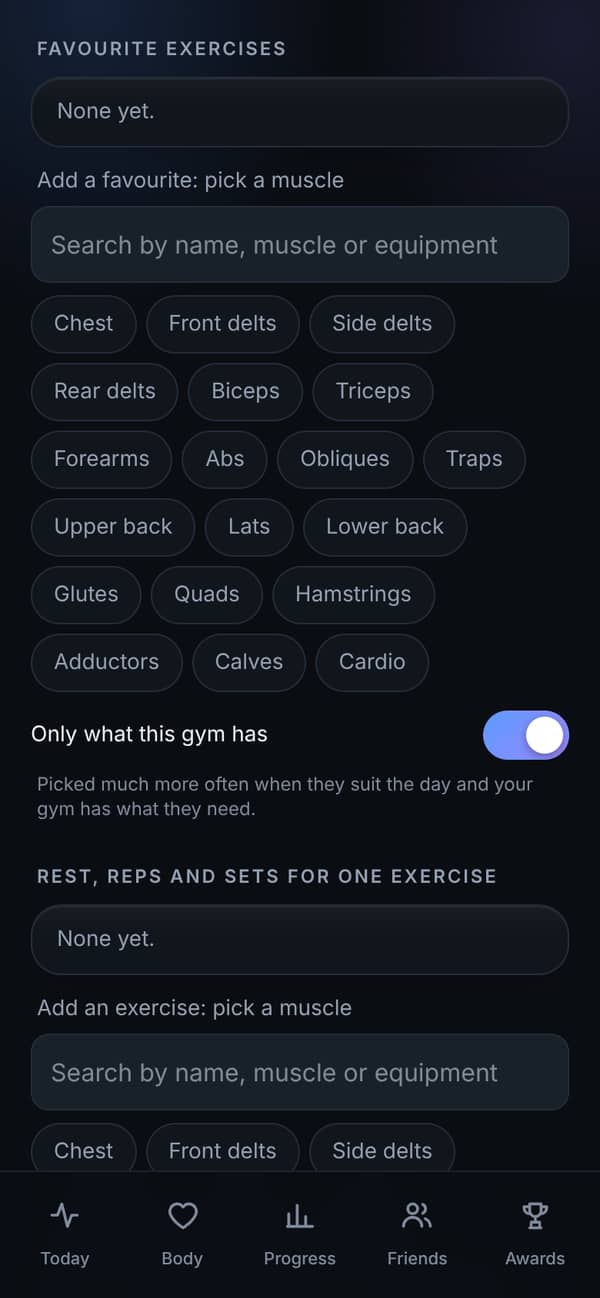 FAVOURITE EXERCISES
None yet.
Add a favourite: pick a muscle
Search by name, muscle or equipment
Chest Front delts Side delts
Rear delts Biceps Triceps
Forearms Abs Obliques Traps
Upper back Lats Lower back
Glutes Quads Hamstrings
Adductors Calves Cardio
Only what this gym has
Picked much more often when they suit the day and your
gym has what they need.
REST, REPS AND SETS FOR ONE EXERCISE
None yet.
Add an exercise: pick a muscle
Search by name, muscle or equipment
Chest Front delts Side delts
Today Body Progress Friends Awards